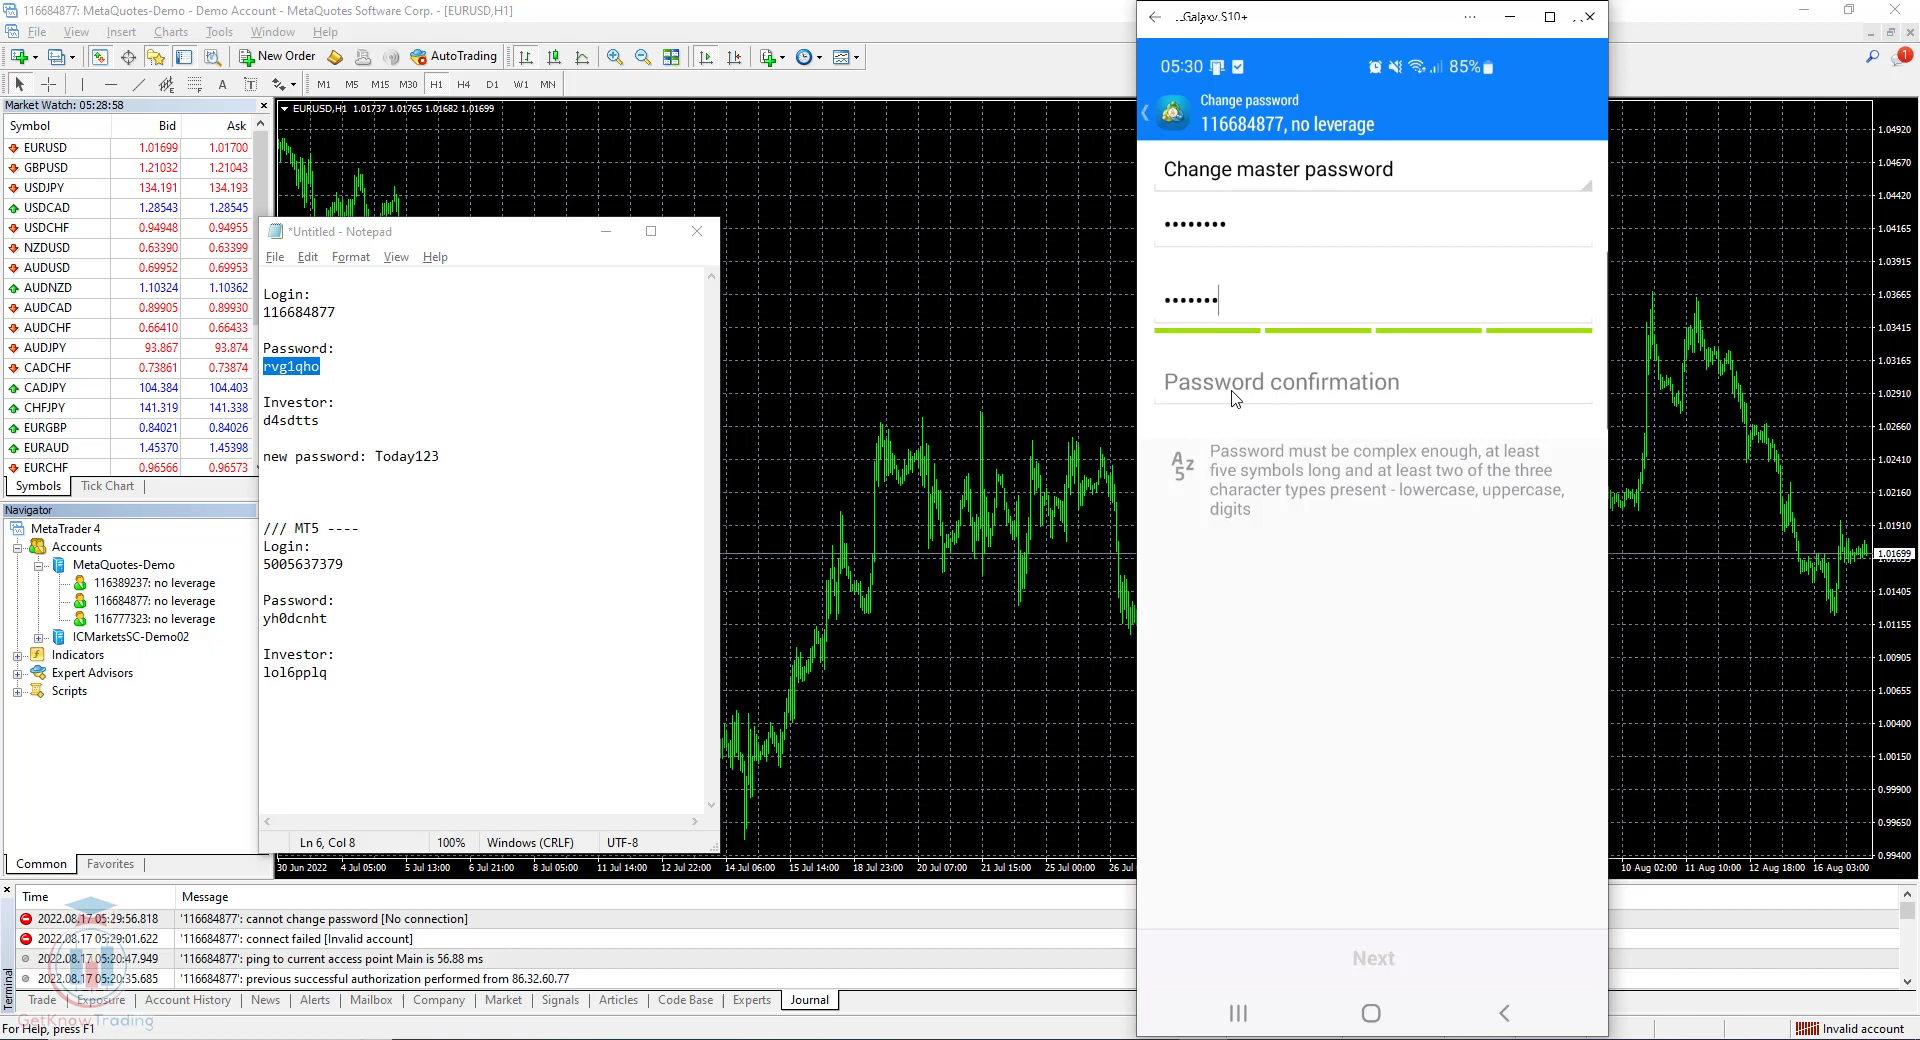 116684877: MetaQuotes-Demo - Demo Account - MetaQuotes Software Corp. - [EURUSD,H1]
File View Insert Charts Tools Window Help
New Order AutoTrading
A T M1 M5 M15 M30 H1 H4 D1 W1 MN
1
Market Watch: 05:28:58
Symbol Bid Ask
EURUSD 1.01699 1.01700
GBPUSD 1.21032 1.21043
USDJPY 134.191 134.193
USDCAD 1.28543 1.28545
USDCHF 0.94948 0.94955
NZDUSD 0.63390 0.63399
AUDUSD 0.69952 0.69953
AUDNZD 1.10324 1.10362
AUDCAD 0.89905 0.89930
AUDCHF 0.66410 0.66433
AUDJPY 93.867 93.874
CADCHF 0.73861 0.73874
CADJPY 104.384 104.403
CHFJPY 141.319 141.338
EURGBP 0.84021 0.84026
EURAUD 1.45370 1.45398
EURCHF 0.96566 0.96573
Symbols Tick Chart
Navigator
MetaTrader 4
Accounts
MetaQuotes-Demo
116389237: no leverage
116684877: no leverage
116777323: no leverage
ICMarketsSC-Demo02
Indicators
Expert Advisors
Scripts
Common Favorites
EURUSD,H1 1.01737 1.01765 1.01682 1.01699
*Untitled - Notepad
File Edit Format View Help
Login:
116684877
Password:
rvg1qho
Investor:
d4sdtts
new password: Today123
/// MT5 ----
Login:
5005637379
Password:
yh0dcnht
Investor:
lol6pplq
Ln 6, Col 8 100% Windows (CRLF) UTF-8
Galaxy S10+
05:30 85%
Change password
116684877, no leverage
Change master password
Password confirmation
Az
5
Password must be complex enough, at least
five symbols long and at least two of the three
character types present - lowercase, uppercase,
digits
Next
1.04920
1.04670
1.04420
1.04165
1.03915
1.03665
1.03415
1.03165
1.02910
1.02660
1.02410
1.02160
1.01910
1.01699
1.01405
1.01155
1.00905
1.00655
1.00400
1.00150
0.99900
0.99650
0.99400
30 Jun 2022 4 Jul 05:00 5 Jul 13:00 6 Jul 21:00 8 Jul 05:00 11 Jul 14:00 12 Jul 22:00 14 Jul 06:00 15 Jul 14:00 18 Jul 23:00 20 Jul 07:00 21 Jul 15:00 25 Jul 00:00 26 Jul 10 Aug 02:00 11 Aug 10:00 12 Aug 18:00 16 Aug 03:00
Time Message
2022.08.17 05:29:56.818 '116684877': cannot change password [No connection]
2022.08.17 05:29:01.622 '116684877': connect failed [Invalid account]
2022.08.17 05:20:47.949 '116684877': ping to current access point Main is 56.88 ms
2022.08.17 05:20:35.685 '116684877': previous successful authorization performed from 86.32.60.77
Terminal
Trade Exposure Account History News Alerts Mailbox Company Market Signals Articles Code Base Experts Journal
GetKnowTrading
For Help, press F1
Invalid account